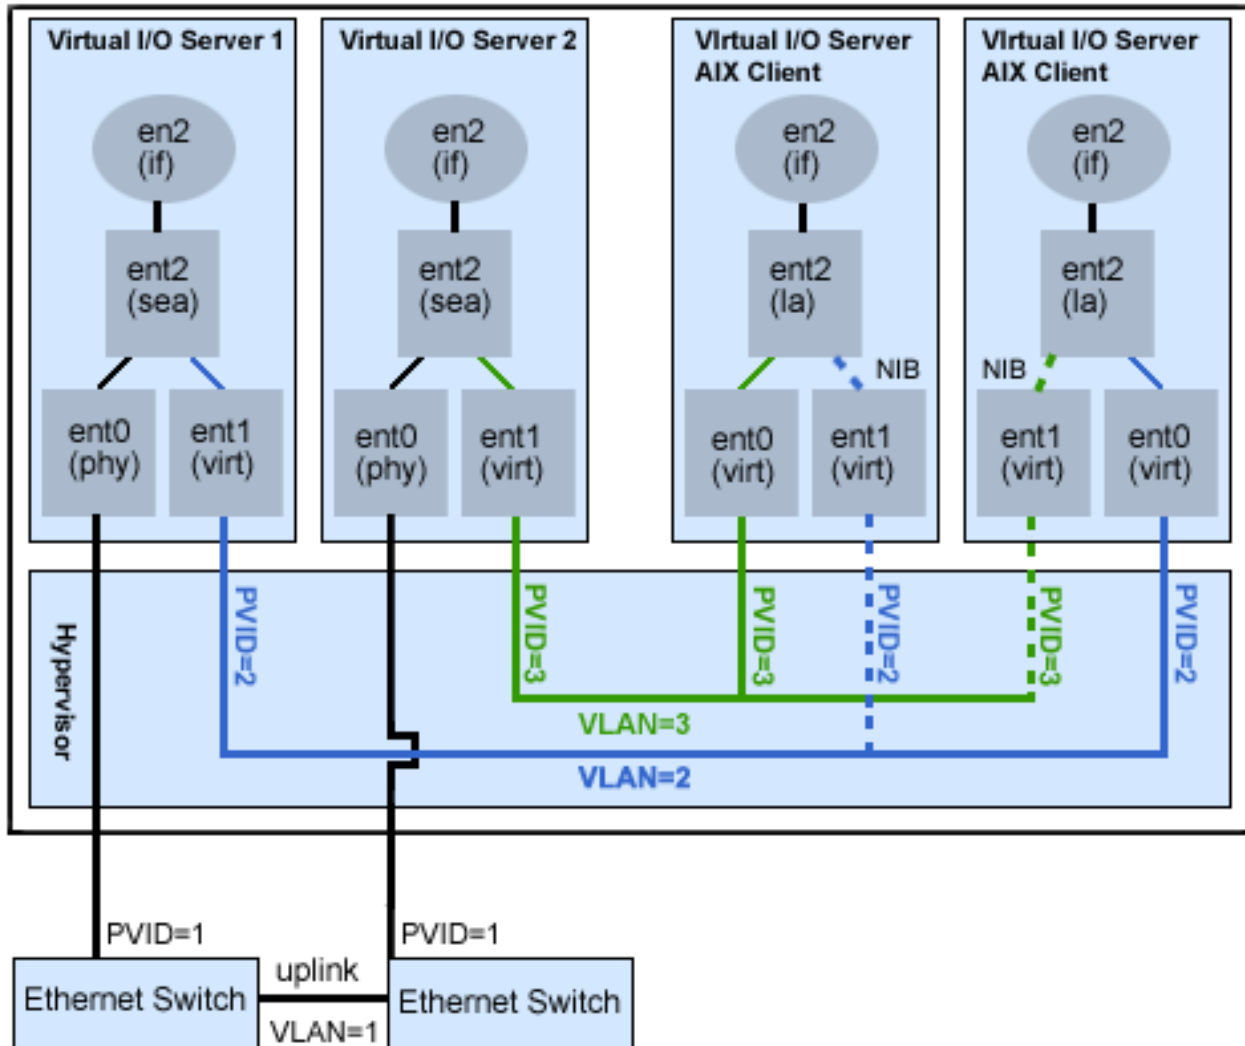 Virtual I/O Server 1
Virtual I/O Server 2
VIrtual I/O Server
AIX Client
VIrtual I/O Server
AIX Client
en2
(if)
en2
(if)
en2
(if)
en2
(if)
ent2
(sea)
ent2
(sea)
ent2
(la)
ent2
(la)
NIB
NIB
ent0
(phy)
ent1
(virt)
ent0
(phy)
ent1
(virt)
ent0
(virt)
ent1
(virt)
ent1
(virt)
ent0
(virt)
Hypervisor
PVID=2
PVID=3
PVID=3
PVID=2
PVID=3
PVID=2
VLAN=3
VLAN=2
PVID=1
PVID=1
Ethernet Switch
uplink
VLAN=1
Ethernet Switch